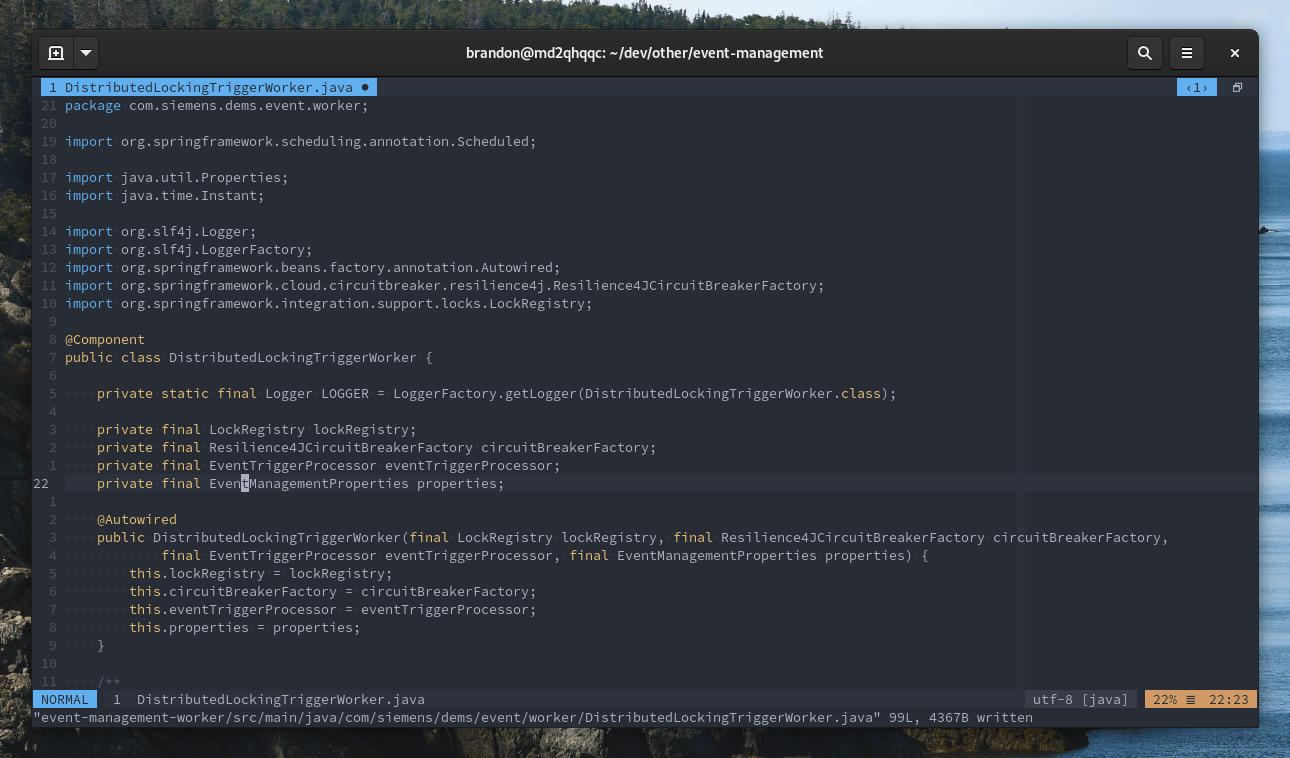 brandon@md2qhqqc: ~/dev/other/event-management
1 DistributedLockingTriggerWorker.java ● ‹1›
21 package com.siemens.dems.event.worker;
20
19 import org.springframework.scheduling.annotation.Scheduled;
18
17 import java.util.Properties;
16 import java.time.Instant;
15
14 import org.slf4j.Logger;
13 import org.slf4j.LoggerFactory;
12 import org.springframework.beans.factory.annotation.Autowired;
11 import org.springframework.cloud.circuitbreaker.resilience4j.Resilience4JCircuitBreakerFactory;
10 import org.springframework.integration.support.locks.LockRegistry;
9
8 @Component
7 public class DistributedLockingTriggerWorker {
6
5 private static final Logger LOGGER = LoggerFactory.getLogger(DistributedLockingTriggerWorker.class);
4
3 private final LockRegistry lockRegistry;
2 private final Resilience4JCircuitBreakerFactory circuitBreakerFactory;
1 private final EventTriggerProcessor eventTriggerProcessor;
22 private final EventManagementProperties properties;
1
2 @Autowired
3 public DistributedLockingTriggerWorker(final LockRegistry lockRegistry, final Resilience4JCircuitBreakerFactory circuitBreakerFactory,
4 final EventTriggerProcessor eventTriggerProcessor, final EventManagementProperties properties) {
5 this.lockRegistry = lockRegistry;
6 this.circuitBreakerFactory = circuitBreakerFactory;
7 this.eventTriggerProcessor = eventTriggerProcessor;
8 this.properties = properties;
9 }
10
11 /**
NORMAL 1 DistributedLockingTriggerWorker.java utf-8 [java] 22% ≡ 22:23
"event-management-worker/src/main/java/com/siemens/dems/event/worker/DistributedLockingTriggerWorker.java" 99L, 4367B written